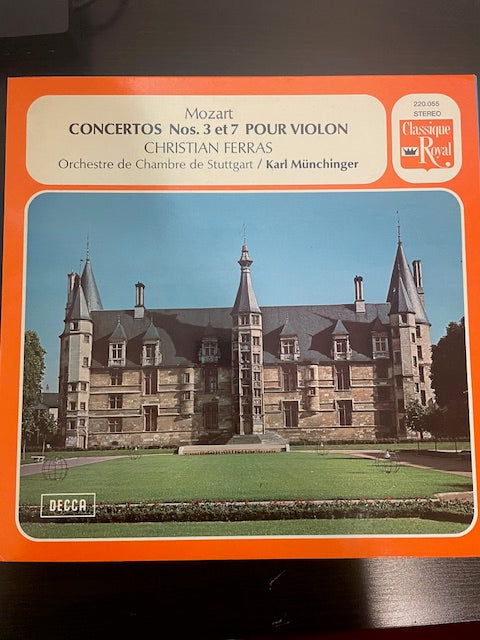 Mozart
CONCERTOS Nos. 3 et 7 POUR VIOLON
CHRISTIAN FERRAS
Orchestre de Chambre de Stuttgart / Karl Münchinger
220.055
STEREO
Classique
Royal
DECCA